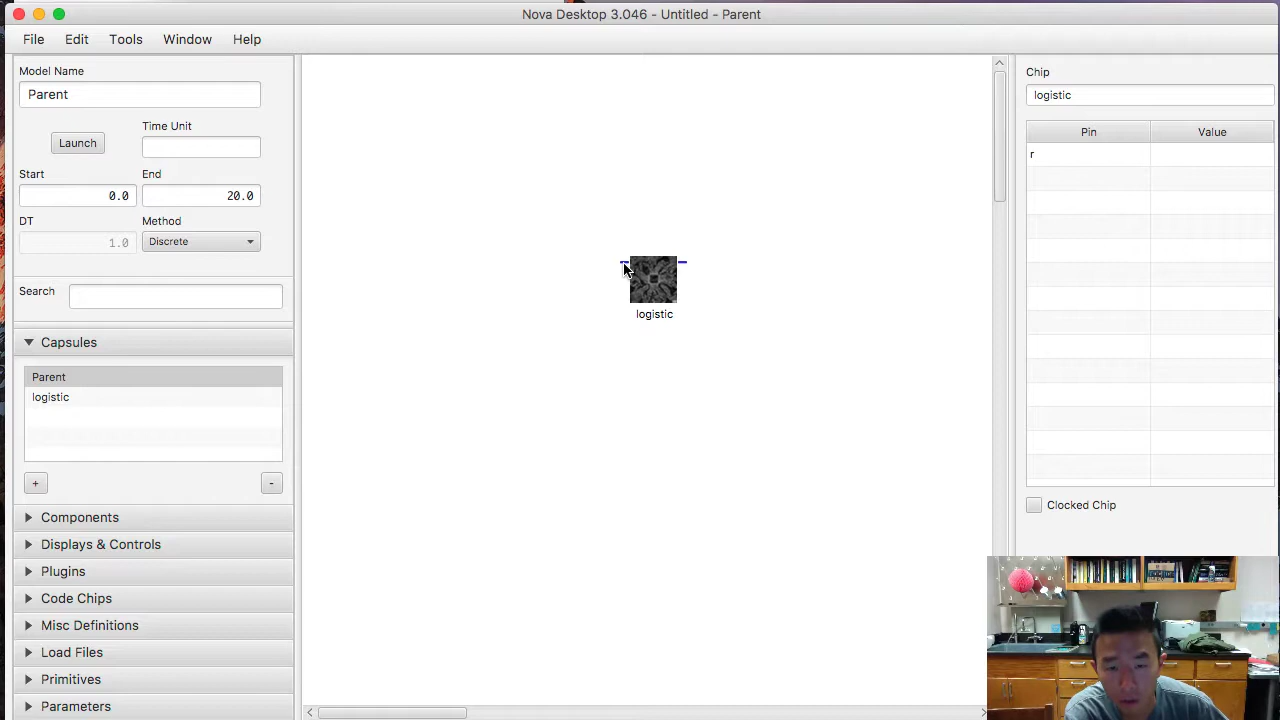 Nova Desktop 3.046 - Untitled - Parent
File Edit Tools Window Help
Model Name
Parent
Launch
Time Unit
Start End
0.0 20.0
DT Method
1.0 Discrete
Search
Capsules
Parent
logistic
+ -
Components
Displays & Controls
Plugins
Code Chips
Misc Definitions
Load Files
Primitives
Parameters
logistic
Chip
logistic
Pin Value
r
Clocked Chip